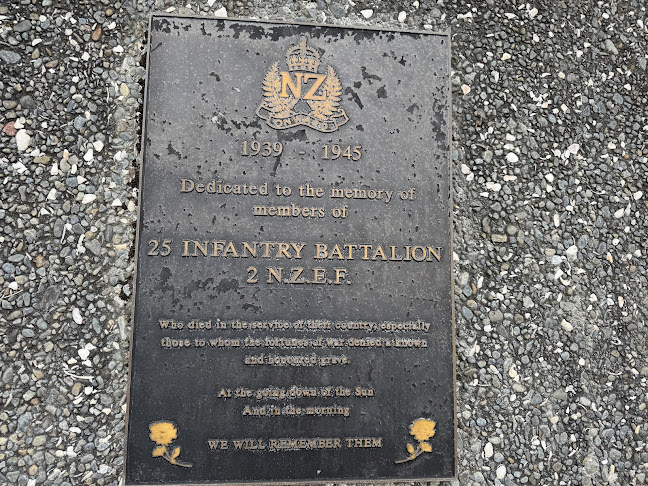 NZ
ONWARD
1939 - 1945
Dedicated to the memory of
members of
25 INFANTRY BATTALION
2 N.Z.E.F.
Who died in the service of their country, especially
those to whom the fortunes of war denied a known
and honoured grave.
At the going down of the Sun
And in the morning
WE WILL REMEMBER THEM